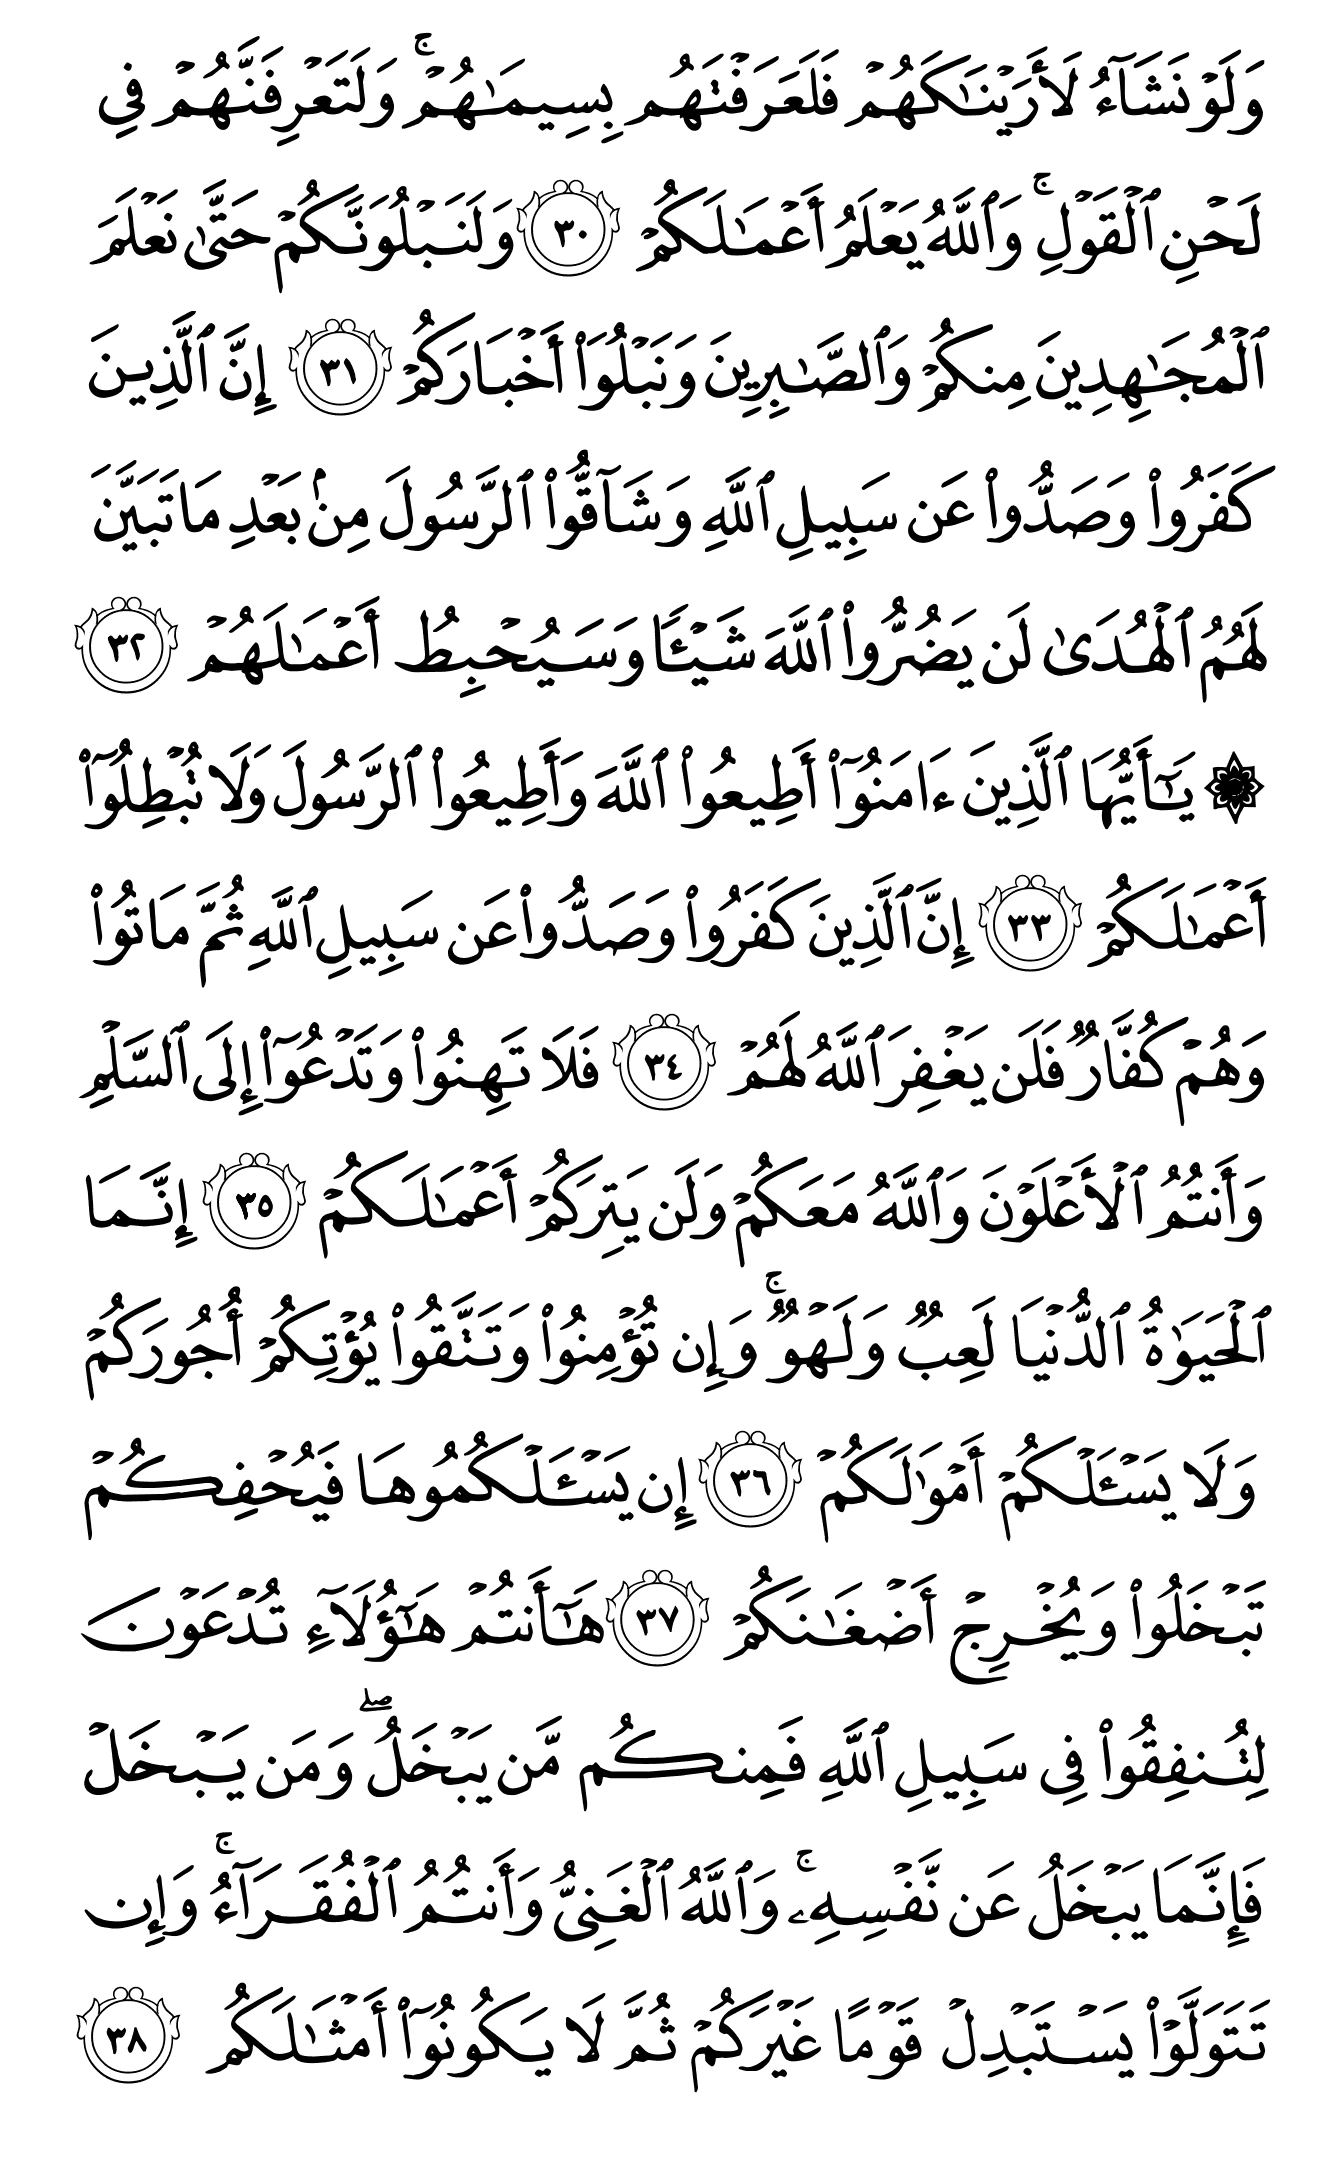 وَلَوْ نَشَآءُ لَأَرَيْنَٰكَهُمْ فَلَعَرَفْتَهُم بِسِيمَٰهُمْ ۚ وَلَتَعْرِفَنَّهُمْ فِى
لَحْنِ ٱلْقَوْلِ ۚ وَٱللَّهُ يَعْلَمُ أَعْمَٰلَكُمْ ٣٠ وَلَنَبْلُوَنَّكُمْ حَتَّىٰ نَعْلَمَ
ٱلْمُجَٰهِدِينَ مِنكُمْ وَٱلصَّٰبِرِينَ وَنَبْلُوَا۟ أَخْبَارَكُمْ ٣١ إِنَّ ٱلَّذِينَ
كَفَرُوا۟ وَصَدُّوا۟ عَن سَبِيلِ ٱللَّهِ وَشَآقُّوا۟ ٱلرَّسُولَ مِنۢ بَعْدِ مَا تَبَيَّنَ
لَهُمُ ٱلْهُدَىٰ لَن يَضُرُّوا۟ ٱللَّهَ شَيْـًٔا وَسَيُحْبِطُ أَعْمَٰلَهُمْ ٣٢
۞ يَٰٓأَيُّهَا ٱلَّذِينَ ءَامَنُوٓا۟ أَطِيعُوا۟ ٱللَّهَ وَأَطِيعُوا۟ ٱلرَّسُولَ وَلَا تُبْطِلُوٓا۟
أَعْمَٰلَكُمْ ٣٣ إِنَّ ٱلَّذِينَ كَفَرُوا۟ وَصَدُّوا۟ عَن سَبِيلِ ٱللَّهِ ثُمَّ مَاتُوا۟
وَهُمْ كُفَّارٌ فَلَن يَغْفِرَ ٱللَّهُ لَهُمْ ٣٤ فَلَا تَهِنُوا۟ وَتَدْعُوٓا۟ إِلَى ٱلسَّلْمِ
وَأَنتُمُ ٱلْأَعْلَوْنَ وَٱللَّهُ مَعَكُمْ وَلَن يَتِرَكُمْ أَعْمَٰلَكُمْ ٣٥ إِنَّمَا
ٱلْحَيَوٰةُ ٱلدُّنْيَا لَعِبٌ وَلَهْوٌ ۚ وَإِن تُؤْمِنُوا۟ وَتَتَّقُوا۟ يُؤْتِكُمْ أُجُورَكُمْ
وَلَا يَسْـَٔلْكُمْ أَمْوَٰلَكُمْ ٣٦ إِن يَسْـَٔلْكُمُوهَا فَيُحْفِكُمْ
تَبْخَلُوا۟ وَيُخْرِجْ أَضْغَٰنَكُمْ ٣٧ هَٰٓأَنتُمْ هَٰٓؤُلَآءِ تُدْعَوْنَ
لِتُنفِقُوا۟ فِى سَبِيلِ ٱللَّهِ فَمِنكُم مَّن يَبْخَلُ ۖ وَمَن يَبْخَلْ
فَإِنَّمَا يَبْخَلُ عَن نَّفْسِهِۦ ۚ وَٱللَّهُ ٱلْغَنِىُّ وَأَنتُمُ ٱلْفُقَرَآءُ ۚ وَإِن
تَتَوَلَّوْا۟ يَسْتَبْدِلْ قَوْمًا غَيْرَكُمْ ثُمَّ لَا يَكُونُوٓا۟ أَمْثَٰلَكُم ٣٨